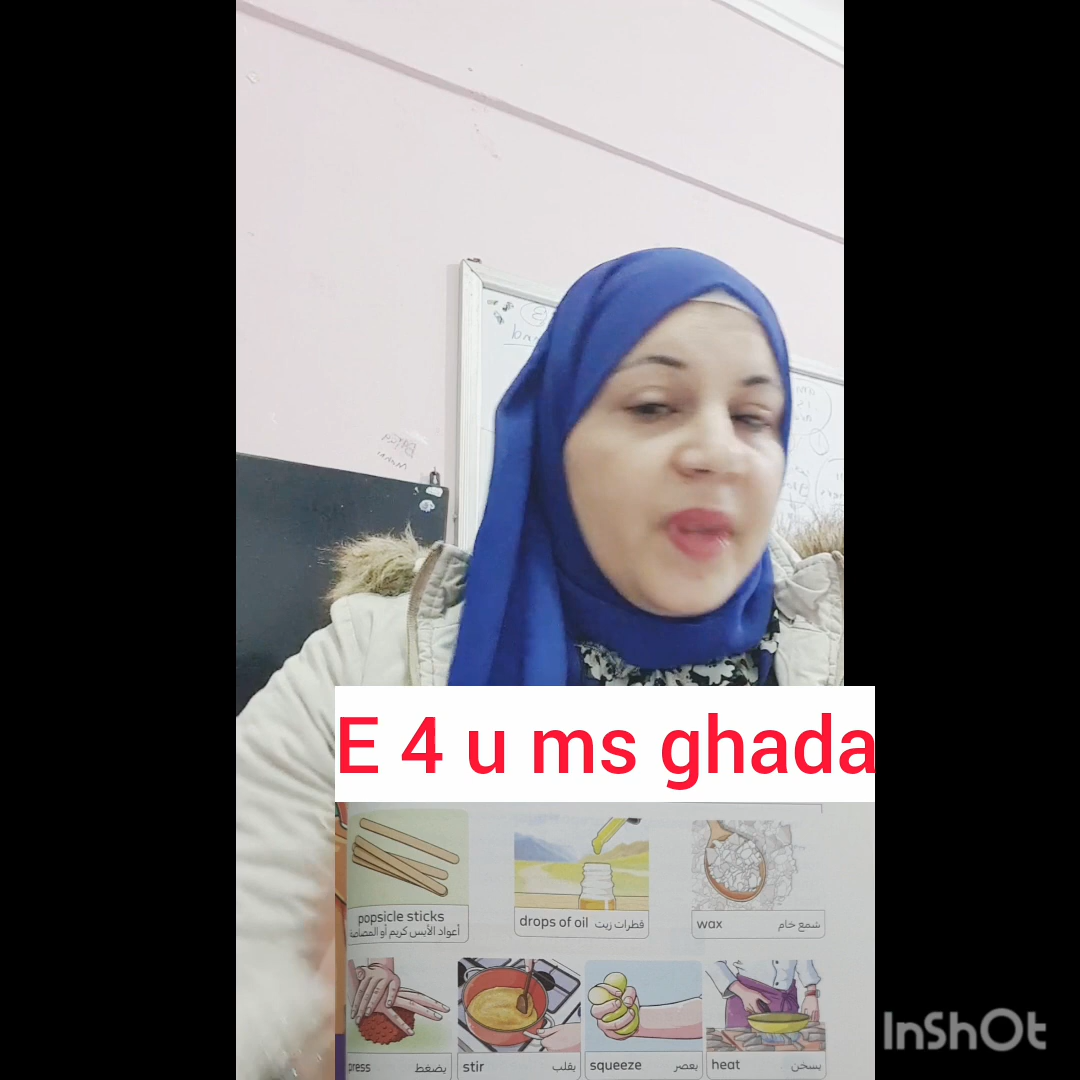 E 4 u ms ghada
popsicle sticks
أعواد الآيس كريم أو المصاصة
drops of oil قطرات زيت
wax شمع خام
press يضغط
stir يقلب
squeeze يعصر
heat يسخن
InShOt